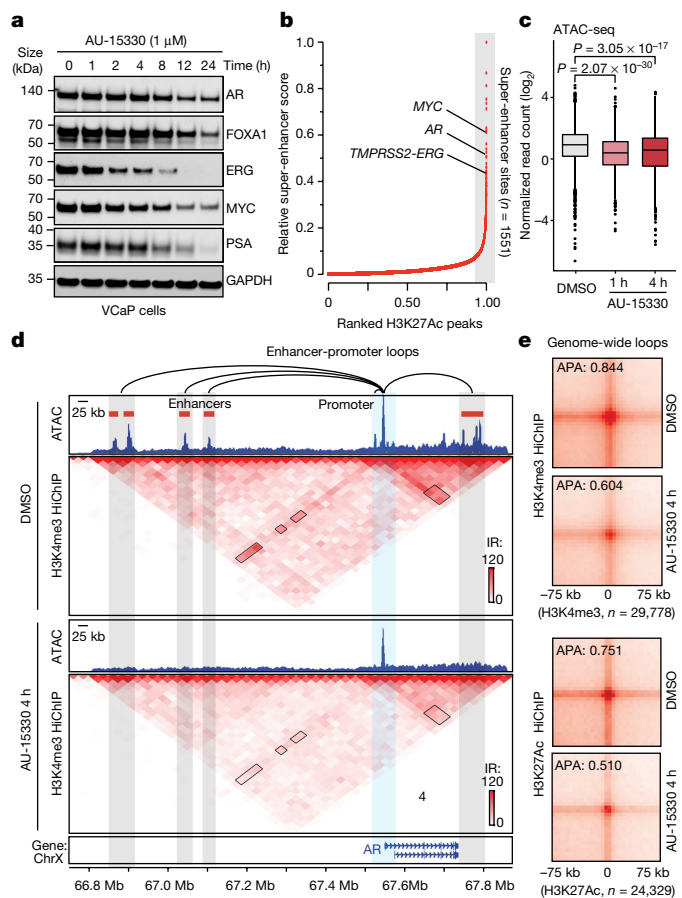 a
AU-15330 (1 μM)
Size
(kDa)
0 1 2 4 8 12 24 Time (h)
140
AR
70
50
FOXA1
70
50
ERG
70
50
MYC
40
35
PSA
35
GAPDH
VCaP cells
b
Relative super-enhancer score
1.0
0.8
0.6
0.4
0.2
0
MYC
AR
TMPRSS2-ERG
Super-enhancer sites (n = 1551)
0 0.50 1.00
Ranked H3K27Ac peaks
c
ATAC-seq
P = 3.05 × 10–17
P = 2.07 × 10–30
Normalized read count (log2)
4
0
−4
DMSO 1 h 4 h
AU-15330
d
Enhancer-promoter loops
25 kb
Enhancers
Promoter
DMSO
ATAC
H3K4me3 HiChIP
IR:
120
0
25 kb
AU-15330 4 h
ATAC
H3K4me3 HiChIP
4
IR:
120
0
Gene:
ChrX
AR
66.8 Mb 67.0 Mb 67.2 Mb 67.4 Mb 67.6 Mb 67.8 Mb
e
Genome-wide loops
APA: 0.844
DMSO
H3K4me3 HiChIP
APA: 0.604
AU-15330 4 h
−75 kb 0 75 kb
(H3K4me3, n = 29,778)
APA: 0.751
DMSO
H3K27Ac HiChIP
APA: 0.510
AU-15330 4 h
−75 kb 0 75 kb
(H3K27Ac, n = 24,329)